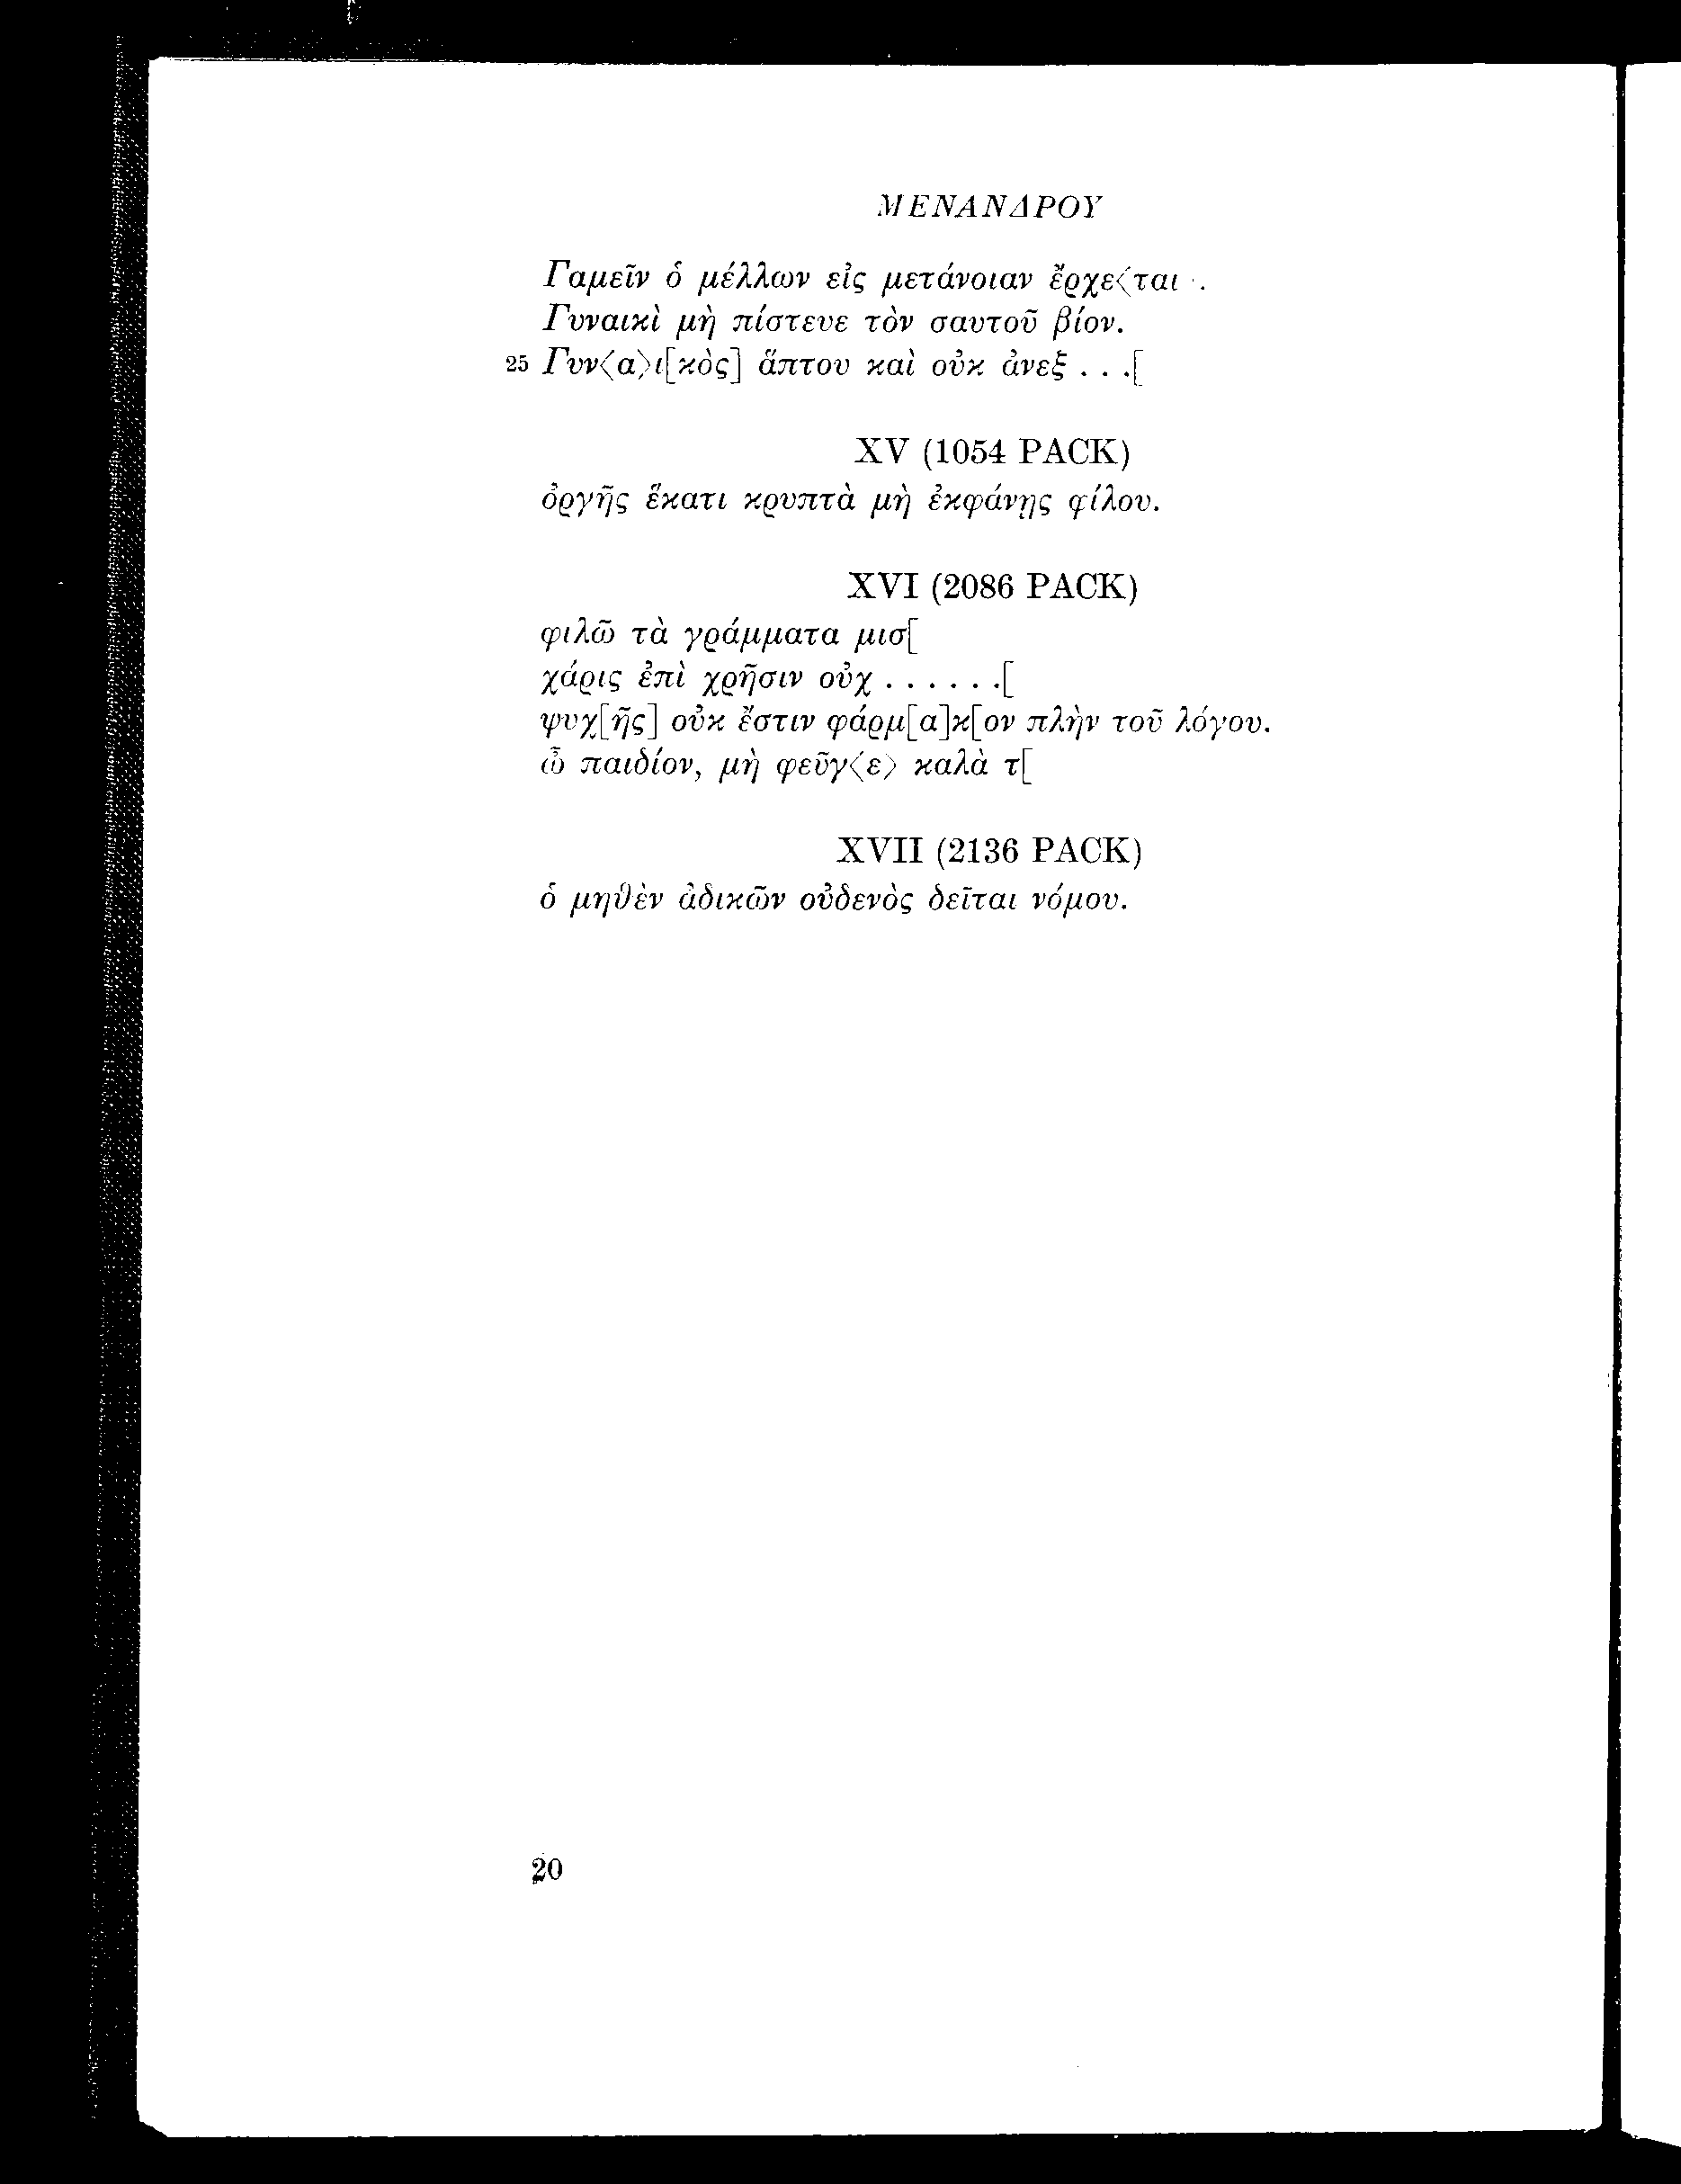 ΜΕΝΑΝΔΡΟΥ
Γαμεῖν ὁ μέλλων εἰς μετάνοιαν ἔρχε⟨ται⟩.
Γυναικὶ μὴ πίστευε τὸν σαυτοῦ βίον.
25 Γυν⟨α⟩ι[κὸς] ἅπτου καὶ οὐκ ἀνεξ . . .[
XV (1054 PACK)
ὀργῆς ἕκατι κρυπτὰ μὴ ἐκφάνῃς φίλου.
XVI (2086 PACK)
φιλῶ τὰ γράμματα μισ[
χάρις ἐπὶ χρῆσιν οὐχ . . . . . .[
ψυχ[ῆς] οὐκ ἔστιν φάρμ[α]κ[ον πλὴν τοῦ λόγου.
ὦ παιδίον, μὴ φεῦγ⟨ε⟩ καλὰ τ[
XVII (2136 PACK)
ὁ μηθὲν ἀδικῶν οὐδενὸς δεῖται νόμου.
20